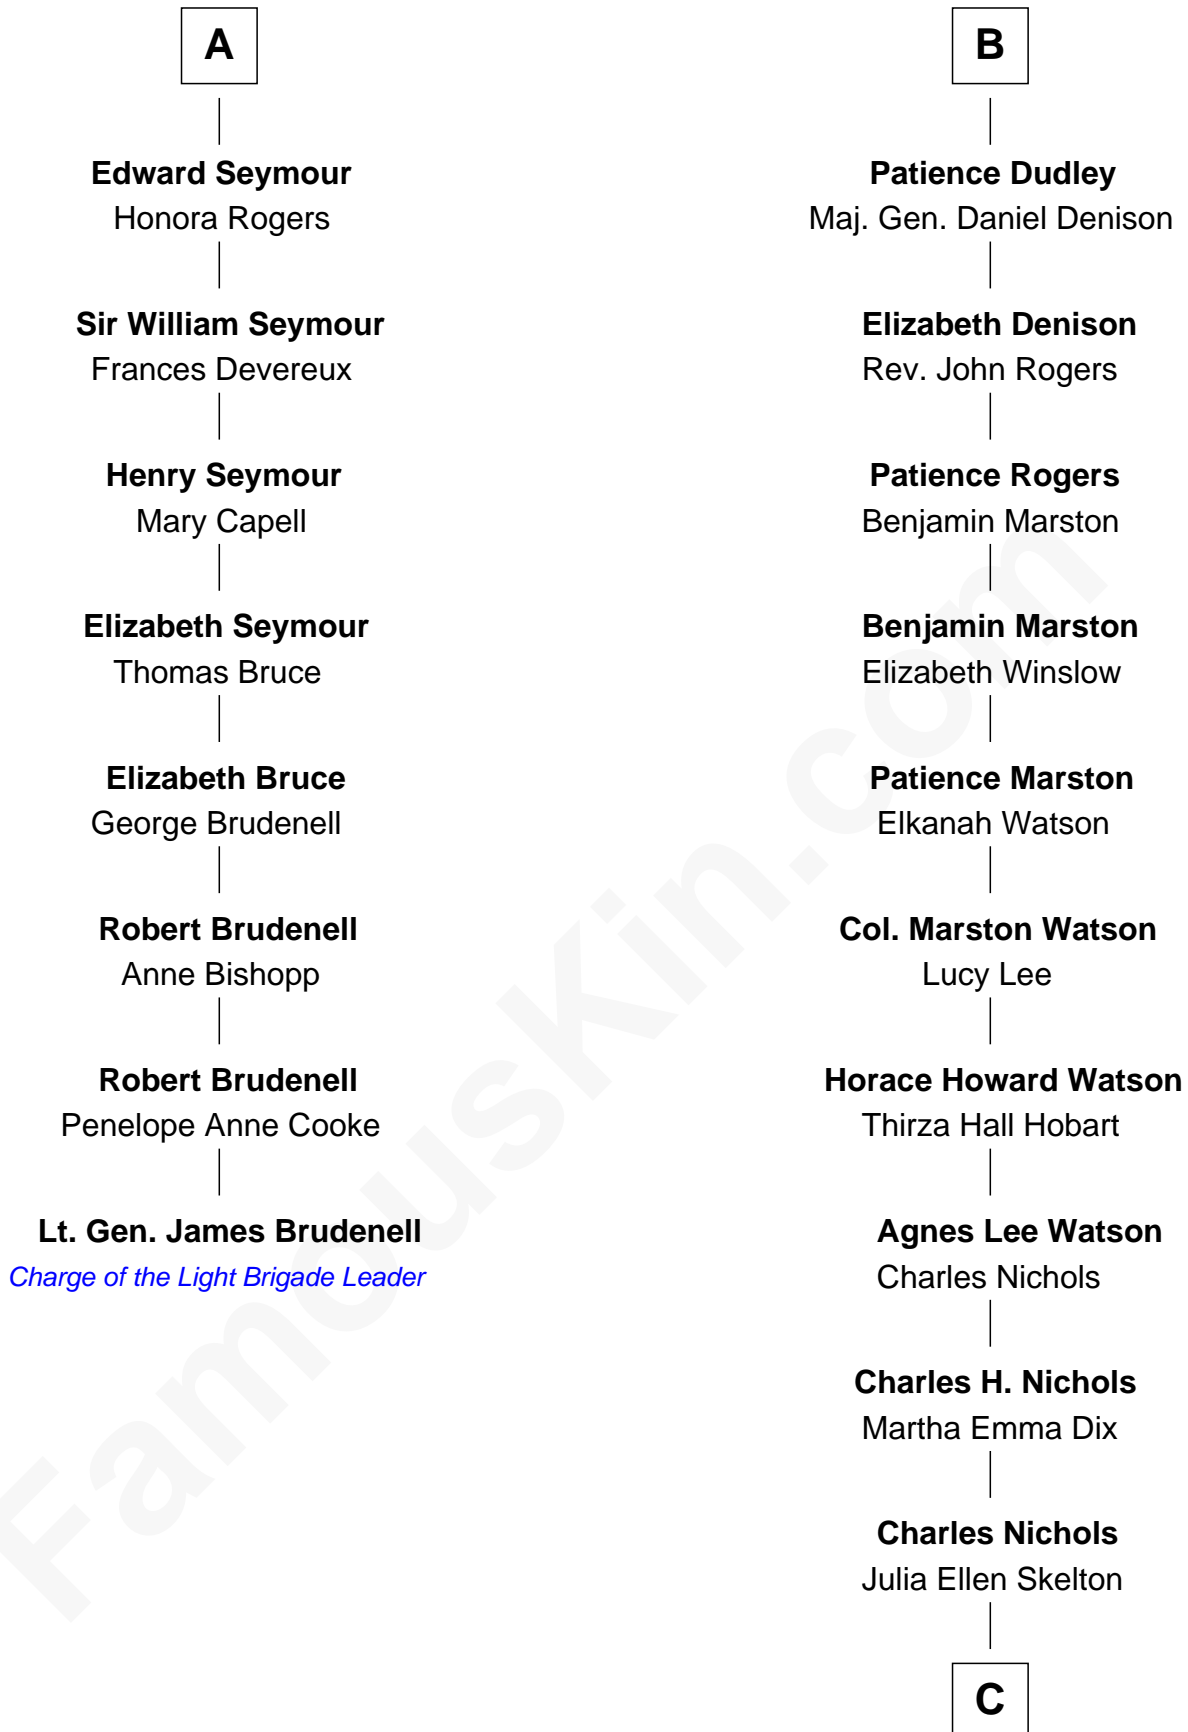 A
Edward Seymour
Honora Rogers
Sir William Seymour
Frances Devereux
Henry Seymour
Mary Capell
Elizabeth Seymour
Thomas Bruce
Elizabeth Bruce
George Brudenell
Robert Brudenell
Anne Bishopp
Robert Brudenell
Penelope Anne Cooke
Lt. Gen. James Brudenell
Charge of the Light Brigade Leader
B
Patience Dudley
Maj. Gen. Daniel Denison
Elizabeth Denison
Rev. John Rogers
Patience Rogers
Benjamin Marston
Benjamin Marston
Elizabeth Winslow
Patience Marston
Elkanah Watson
Col. Marston Watson
Lucy Lee
Horace Howard Watson
Thirza Hall Hobart
Agnes Lee Watson
Charles Nichols
Charles H. Nichols
Martha Emma Dix
Charles Nichols
Julia Ellen Skelton
C
FamousKin.com